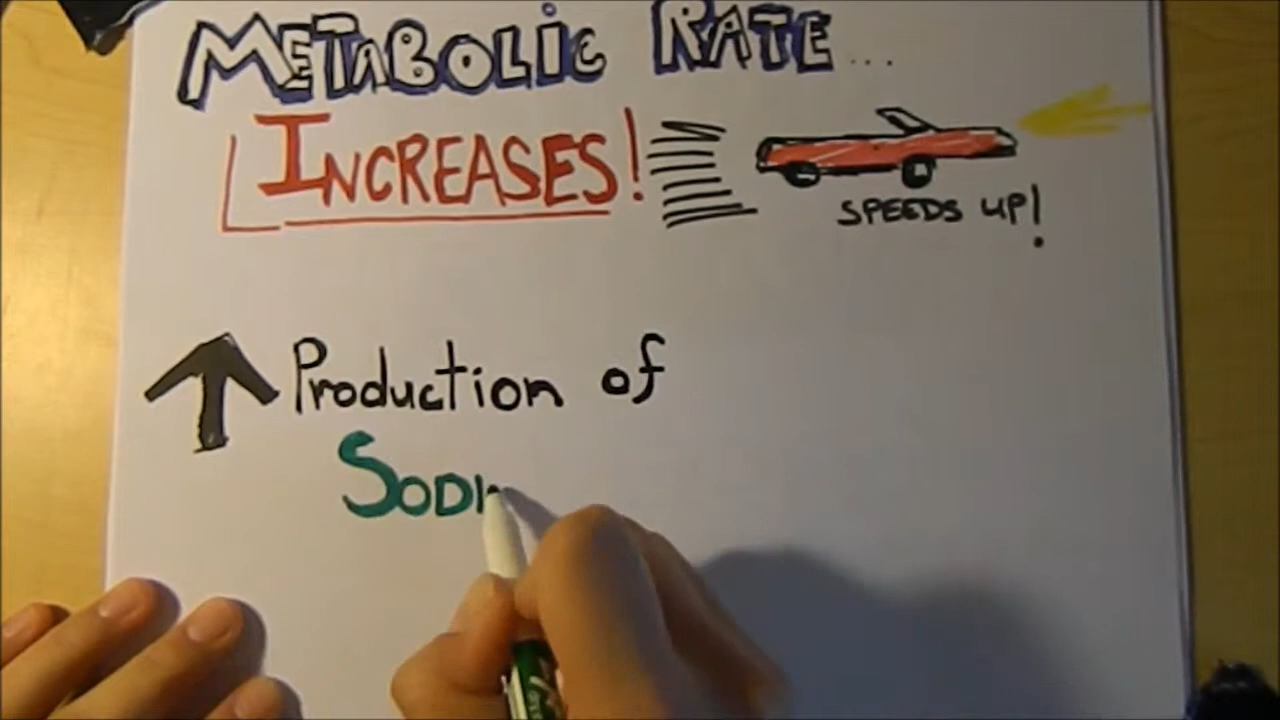 METABOLIC RATE...
INCREASES!
SPEEDS UP!
Production of
SODI